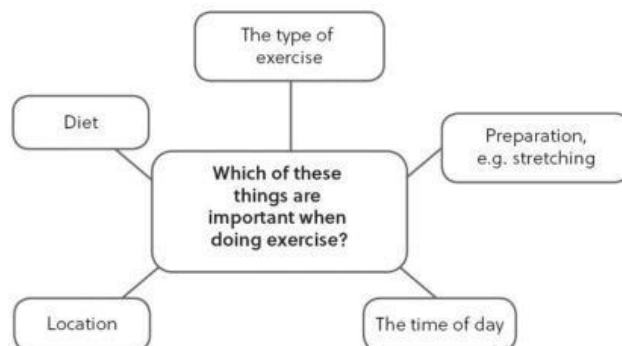 The type of
exercise
Diet
Preparation,
e.g. stretching
Which of these
things are
important when
doing exercise?
Location
The time of day